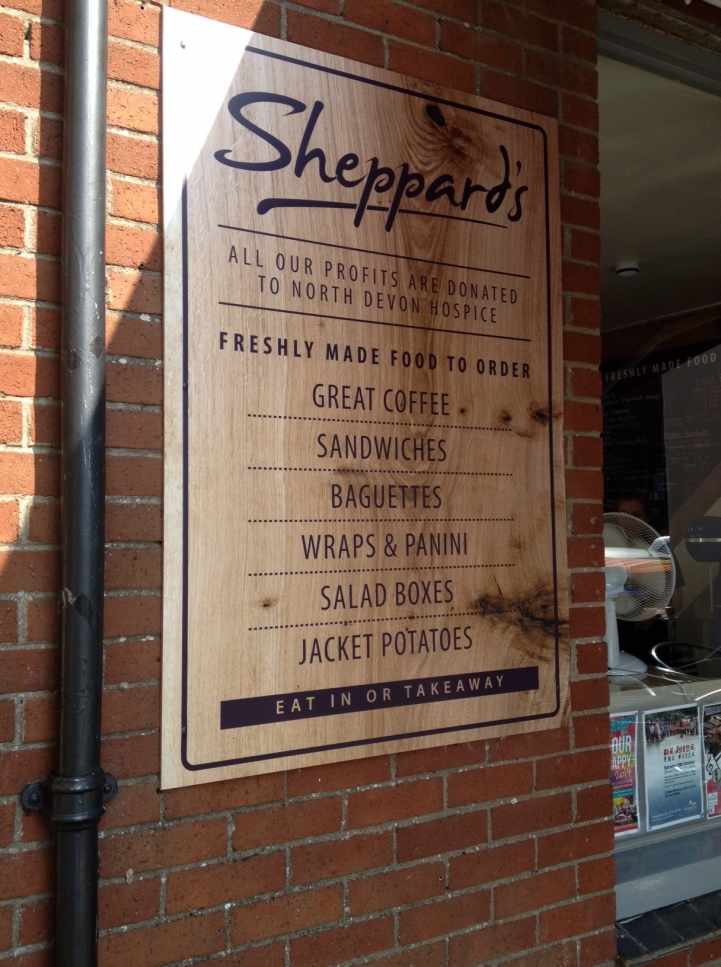 Sheppard's
ALL OUR PROFITS ARE DONATED
TO NORTH DEVON HOSPICE
FRESHLY MADE FOOD TO ORDER
GREAT COFFEE
SANDWICHES
BAGUETTES
WRAPS & PANINI
SALAD BOXES
JACKET POTATOES
EAT IN OR TAKEAWAY
FRESHLY MADE FOOD
OUR